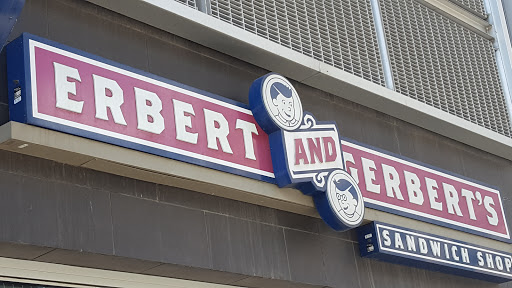 ERBERT AND GERBERT'S
SANDWICH SHOP